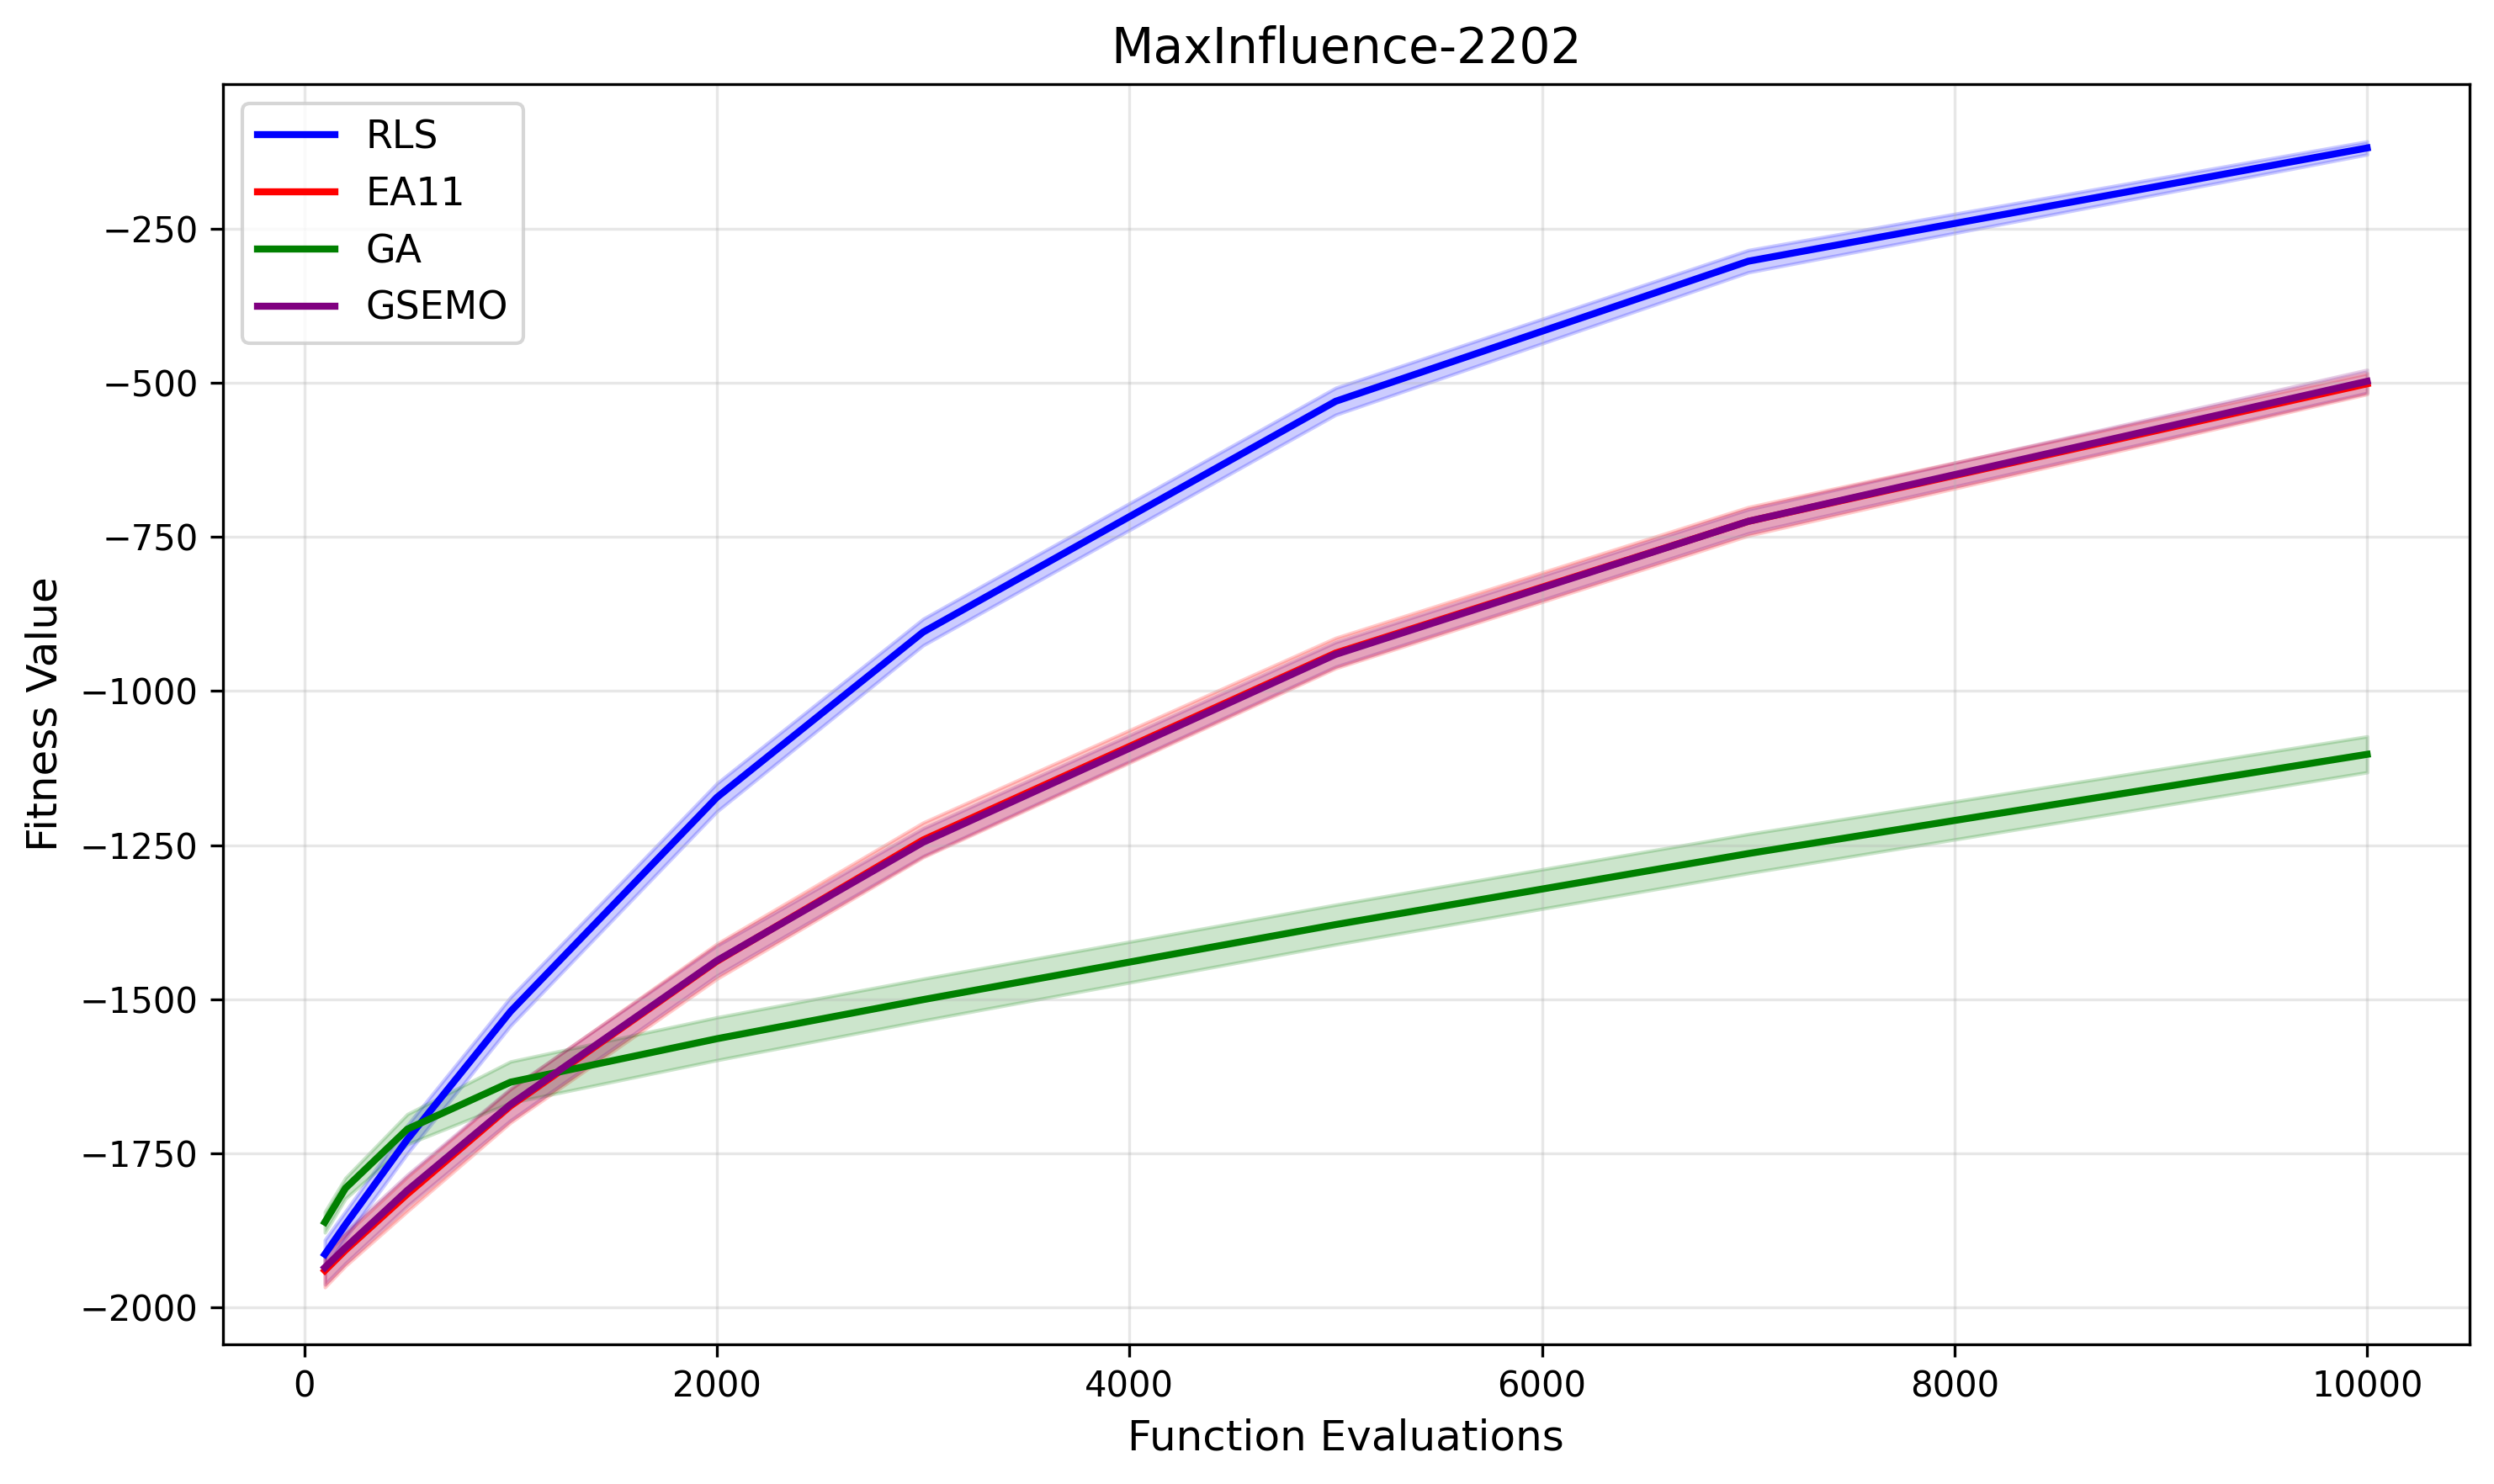 MaxInfluence-2202
RLS
EA11
GA
GSEMO
Fitness Value
−250
−500
−750
−1000
−1250
−1500
−1750
−2000
0 2000 4000 6000 8000 10000
Function Evaluations